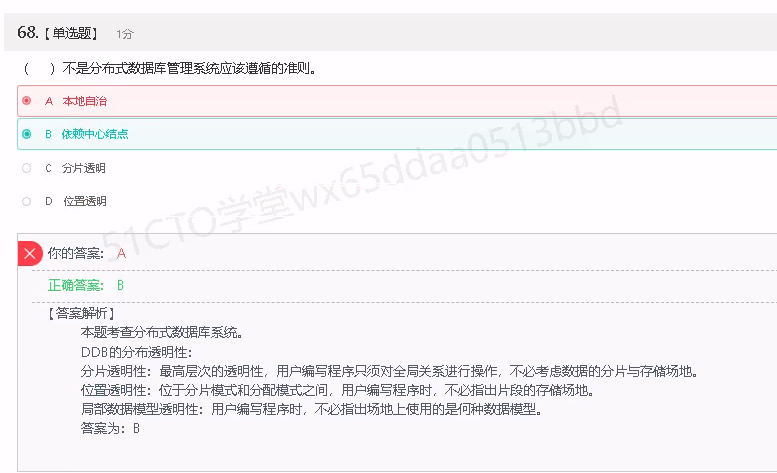 68.【单选题】 1分
（ ）不是分布式数据库管理系统应该遵循的准则。
A 本地自治
B 依赖中心结点
C 分片透明
D 位置透明
51CTO学堂wx65ddaa0513bbd
你的答案： A
正确答案： B
【答案解析】
本题考查分布式数据库系统。
DDB的分布透明性：
分片透明性：最高层次的透明性，用户编写程序只须对全局关系进行操作，不必考虑数据的分片与存储场地。
位置透明性：位于分片模式和分配模式之间，用户编写程序时，不必指出片段的存储场地。
局部数据模型透明性：用户编写程序时，不必指出场地上使用的是何种数据模型。
答案为：B